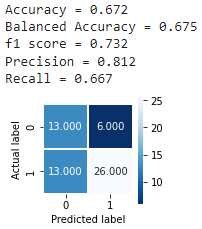 Accuracy = 0.672
Balanced Accuracy = 0.675
f1 score = 0.732
Precision = 0.812
Recall = 0.667
25
20
15
10
Actual label
0
1
13.000
6.000
13.000
26.000
0
1
Predicted label